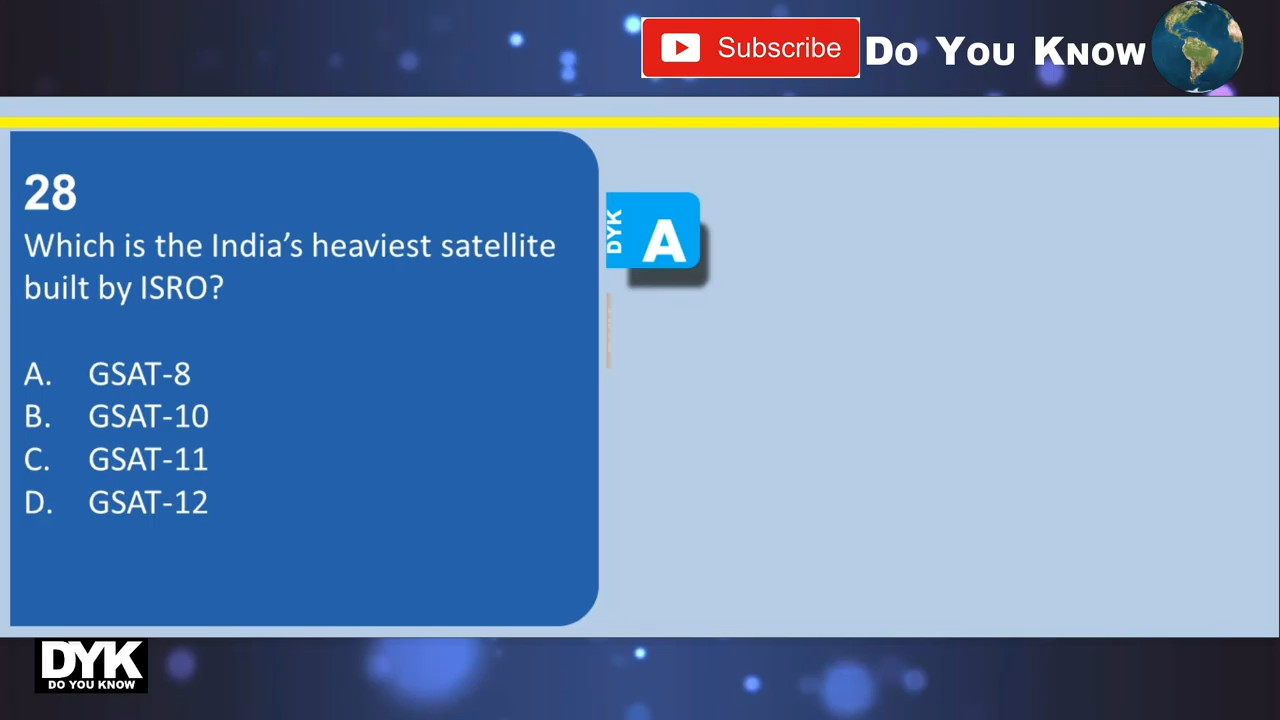 Subscribe
Do You Know
28
Which is the India’s heaviest satellite
built by ISRO?
A. GSAT-8
B. GSAT-10
C. GSAT-11
D. GSAT-12
DYK
A
DYK
DO YOU KNOW